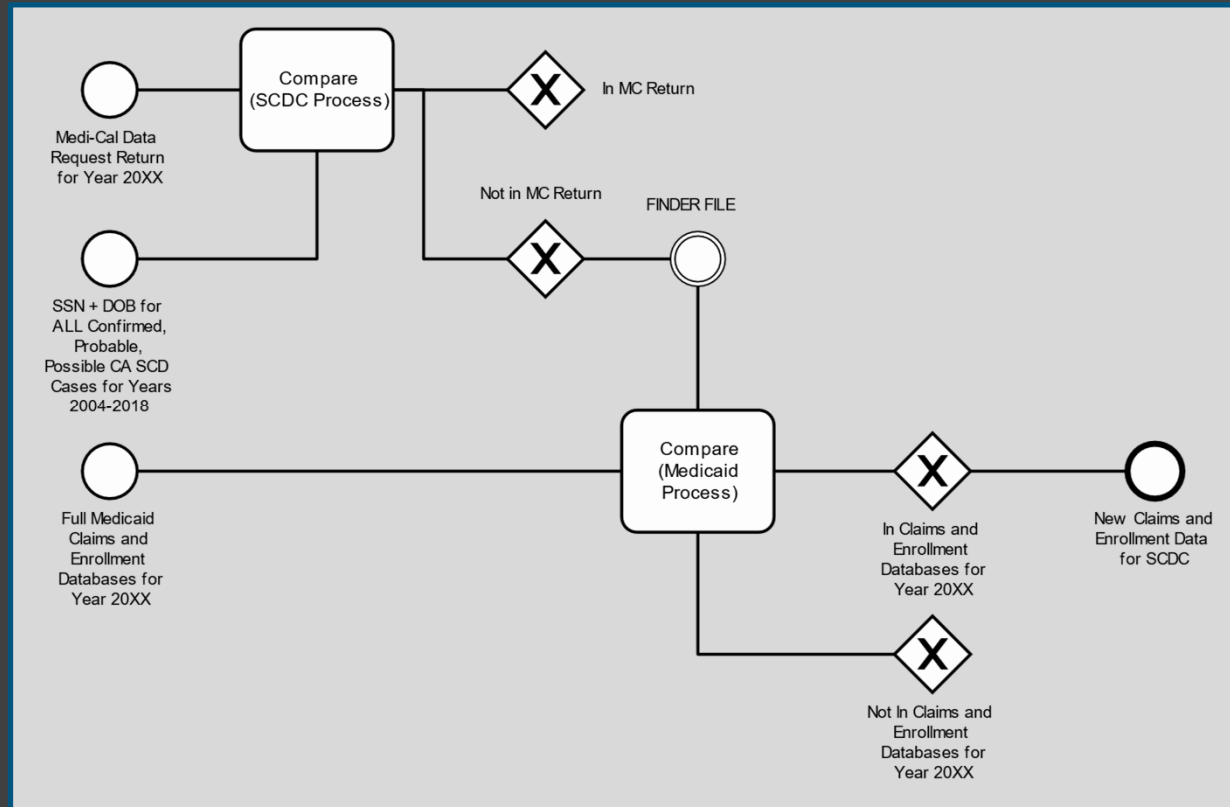 Compare
(SCDC Process)
X
In MC Return
Medi-Cal Data
Request Return
for Year 20XX
Not in MC Return
FINDER FILE
X
SSN + DOB for
ALL Confirmed,
Probable,
Possible CA SCD
Cases for Years
2004-2018
Compare
(Medicaid
Process)
X
Full Medicaid
Claims and
Enrollment
Databases for
Year 20XX
In Claims and
Enrollment
Databases for
Year 20XX
New Claims and
Enrollment Data
for SCDC
X
Not In Claims and
Enrollment
Databases for
Year 20XX